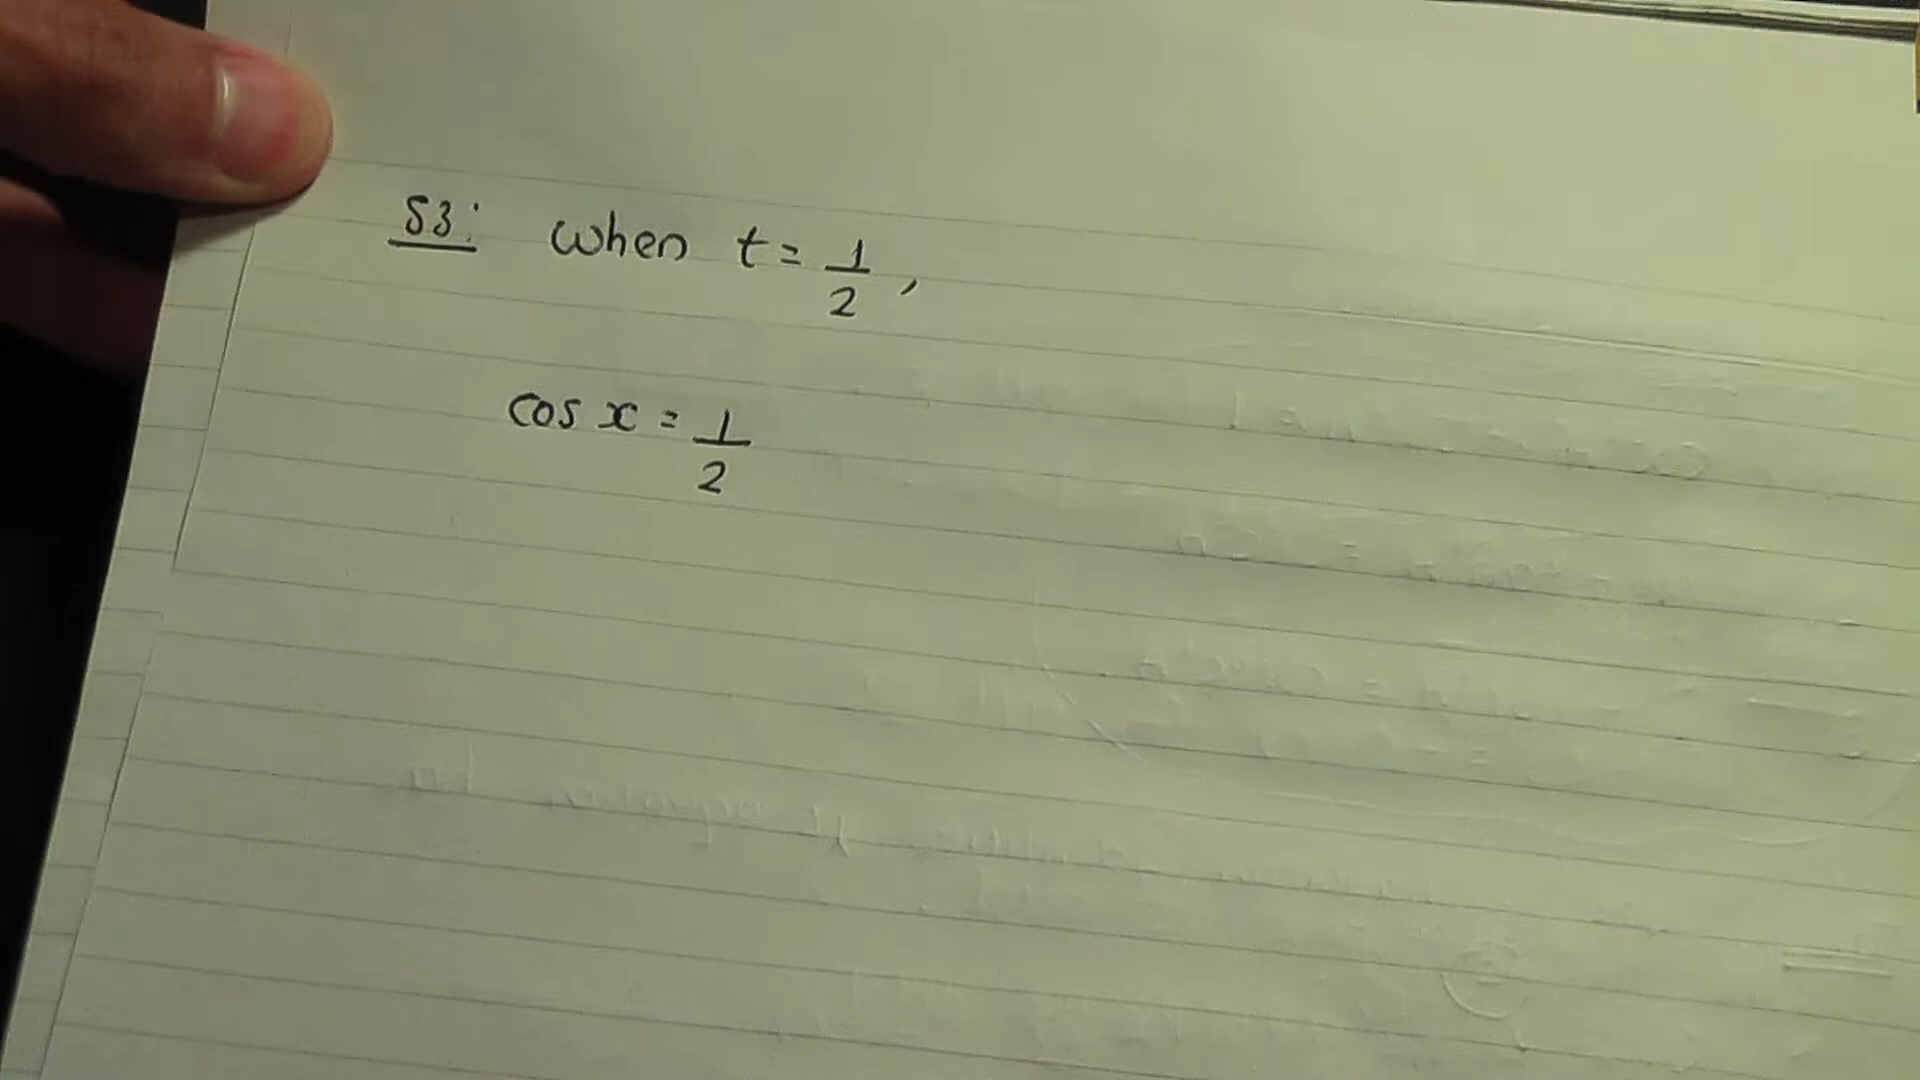 S3: when t = 1/2,
cos x = 1/2